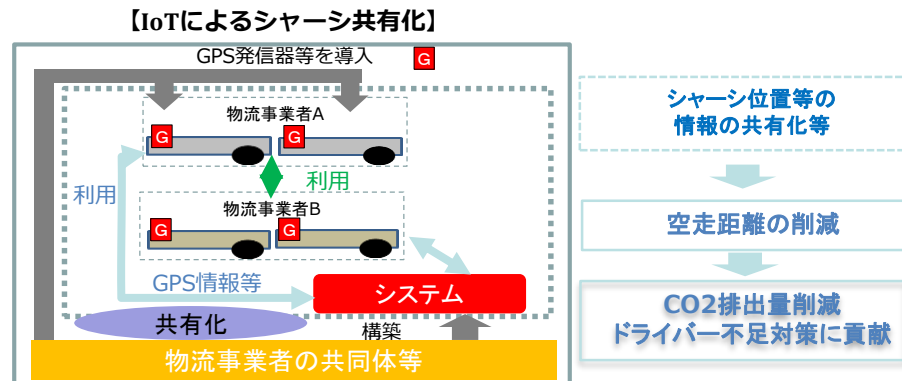 【IoTによるシャーシ共有化】
GPS発信器等を導入
G
物流事業者A
G
G
利用
利用
物流事業者B
G
G
GPS情報等
システム
共有化
構築
物流事業者の共同体等
シャーシ位置等の
情報の共有化等
空走距離の削減
CO2排出量削減
ドライバー不足対策に貢献